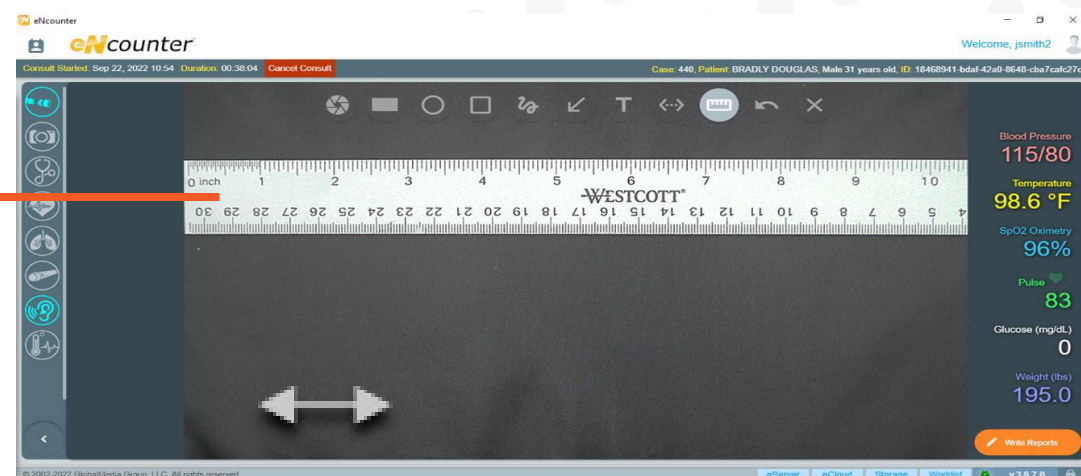 eNcounter
eNcounter
Welcome, jsmith2
Consult Started: Sep 22, 2022 10:54 Duration: 00:38:04 Cancel Consult
Case: 440, Patient: BRADLY DOUGLAS, Male 31 years old, ID: 18468941-bdaf-42a0-8648-cba7cafc27c
T
Blood Pressure
115/80
0 inch 1 2 3 4 5 6 7 8 9 10
WESTCOTT®
30 29 28 27 26 25 24 23 22 21 20 19 18 17 16 15 14 13 12 11 10 9 8 7 6 5 4
Temperature
98.6 °F
SpO2 Oximetry
96%
Pulse
83
Glucose (mg/dL)
0
Weight (lbs)
195.0
Write Reports
© 2002-2022 GlobalMedia Group, LLC. All rights reserved.
eServer eCloud Storage Worklist v3.6.7.0